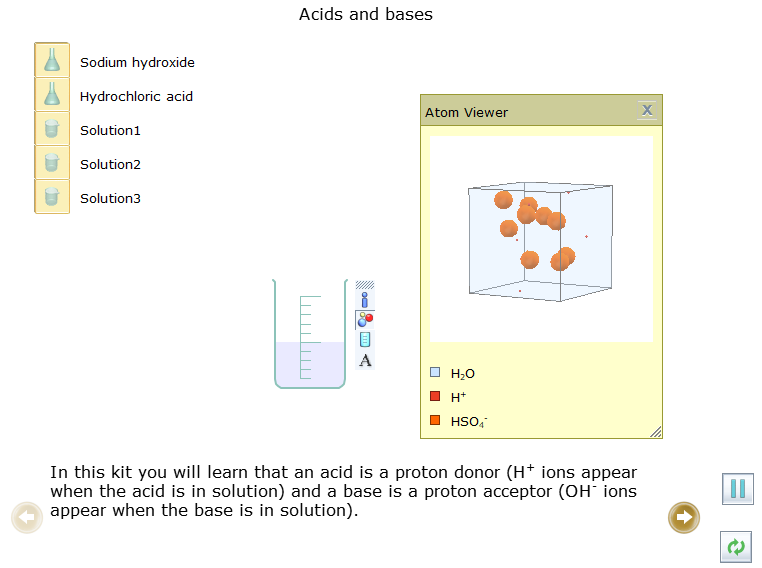 Acids and bases
Sodium hydroxide
Hydrochloric acid
Solution1
Solution2
Solution3
Atom Viewer
X
A
H₂O
H⁺
HSO₄⁻
In this kit you will learn that an acid is a proton donor (H⁺ ions appear
when the acid is in solution) and a base is a proton acceptor (OH⁻ ions
appear when the base is in solution).